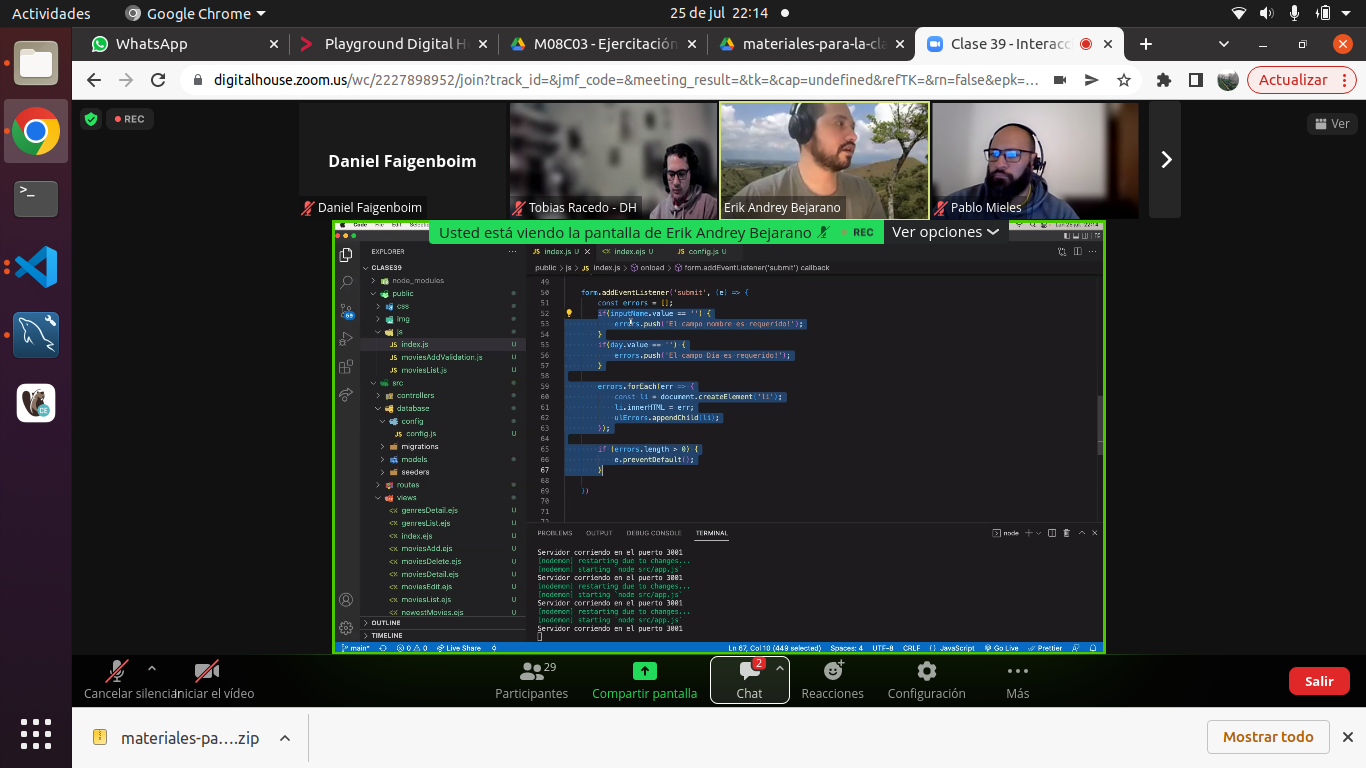 Actividades
Google Chrome
25 de jul 22:14
WhatsApp
Playground Digital H
M08C03 - Ejercitación
materiales-para-la-cla
Clase 39 - Interacc
digitalhouse.zoom.us/wc/2227898952/join?track_id=&jmf_code=&meeting_result=&tk=&cap=undefined&refTK=&rn=false&epk=...
Actualizar
REC
Ver
Daniel Faigenboim
Daniel Faigenboim
Tobias Racedo - DH
Erik Andrey Bejarano
Pablo Mieles
Usted está viendo la pantalla de Erik Andrey Bejarano
REC
Ver opciones
EXPLORER
CLASE39
node_modules
public
css
img
js
index.js U
moviesAddValidation.js U
moviesList.js U
src
controllers
database
config
config.js U
migrations
models
seeders
routes
views
genresDetail.ejs U
genresList.ejs U
index.ejs U
moviesAdd.ejs U
moviesDelete.ejs U
moviesDetail.ejs U
moviesEdit.ejs U
moviesList.ejs U
newestMovies.ejs U
OUTLINE
TIMELINE
index.js U
index.ejs U
config.js U
public > js > index.js > onload > form.addEventListener('submit') callback
49
50 form.addEventListener('submit', (e) => {
51 const errors = [];
52 if(inputName.value == '') {
53 errors.push('El campo nombre es requerido!');
54 }
55 if(day.value == '') {
56 errors.push('El campo Dia es requerido!');
57 }
58
59 errors.forEach(err => {
60 const li = document.createElement('li');
61 li.innerHTML = err;
62 ulErrors.appendChild(li);
63 });
64
65 if (errors.length > 0) {
66 e.preventDefault();
67 }
68
69 })
70
71
PROBLEMS OUTPUT DEBUG CONSOLE TERMINAL
node
Servidor corriendo en el puerto 3001
[nodemon] restarting due to changes...
[nodemon] starting `node src/app.js`
Servidor corriendo en el puerto 3001
[nodemon] restarting due to changes...
[nodemon] starting `node src/app.js`
Servidor corriendo en el puerto 3001
[nodemon] restarting due to changes...
[nodemon] starting `node src/app.js`
Servidor corriendo en el puerto 3001
main* 0 0 Live Share
Ln 67, Col 10 (449 selected) Spaces: 4 UTF-8 CRLF JavaScript Go Live Prettier
Cancelar silencia
Iniciar el vídeo
29
Participantes
Compartir pantalla
2
Chat
Reacciones
Configuración
Más
Salir
materiales-pa....zip
Mostrar todo